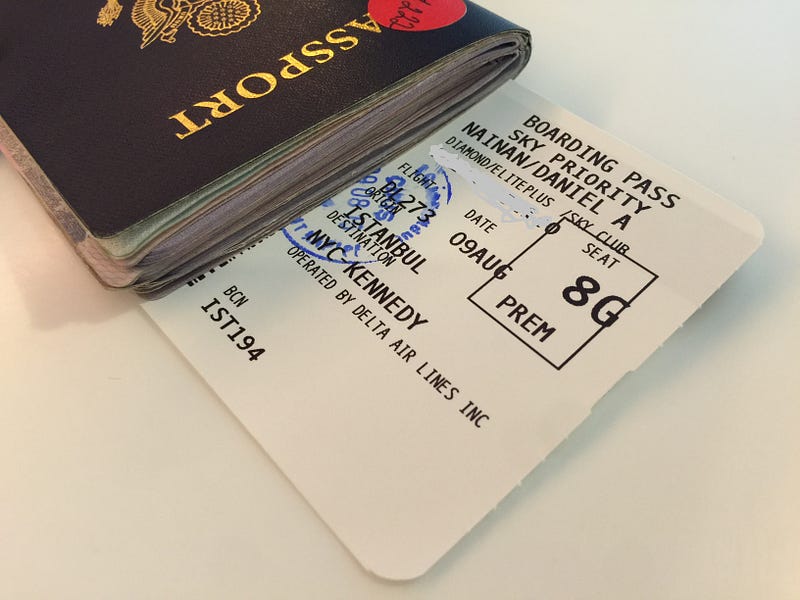 PASSPORT
BOARDING PASS
SKY PRIORITY
NAINAN/DANIEL A
DIAMOND/ELITEPLUS /SKY CLUB
FLIGHT
DL273
DATE
09AUG
SEAT
8G
PREM
ORIGIN
ISTANBUL
DESTINATION
NYC-KENNEDY
OPERATED BY DELTA AIR LINES INC
BCN
IST194